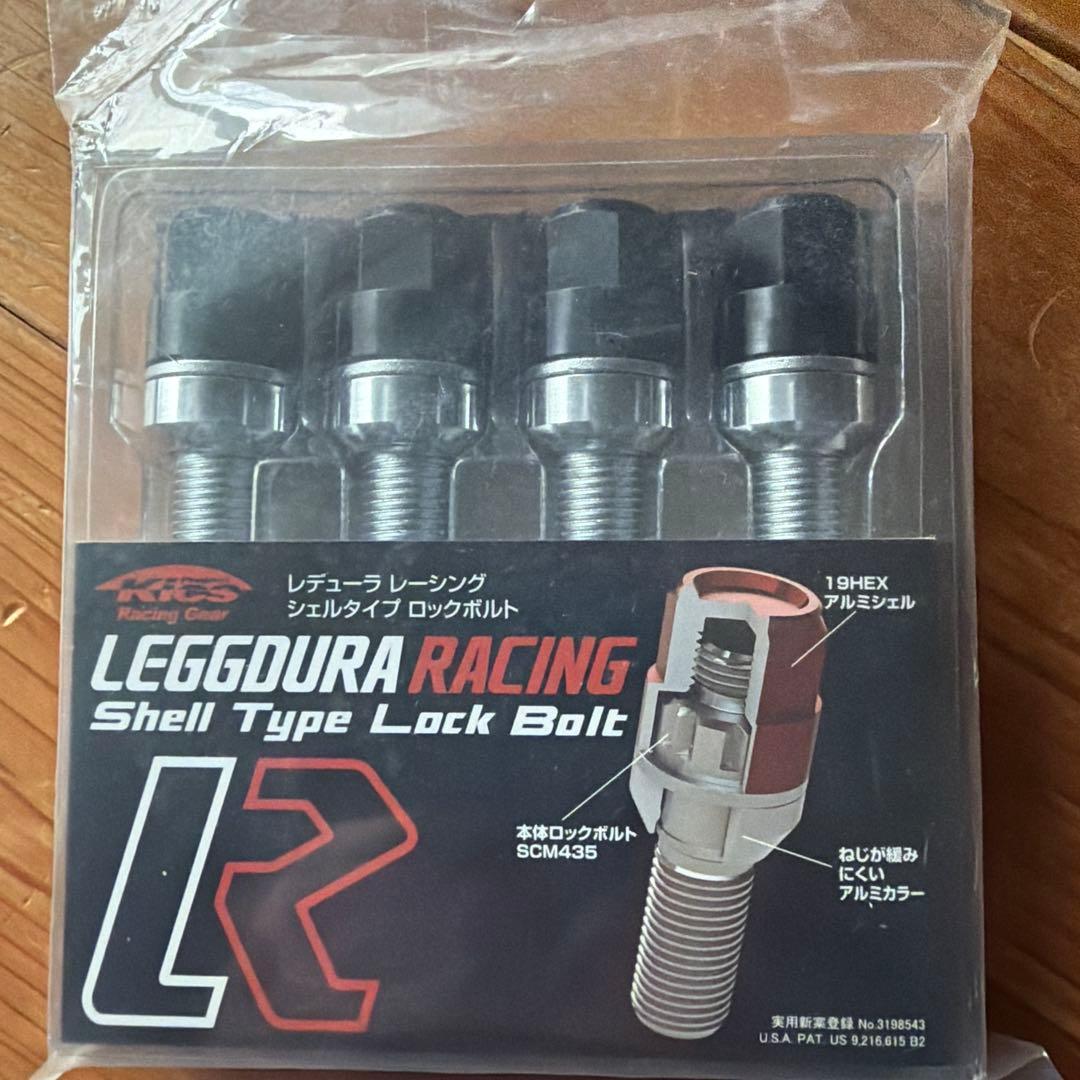 KICS
Racing Gear
レデューラ レーシング
シェルタイプ ロックボルト
LEGGDURA RACING
Shell Type Lock Bolt
LR
19HEX
アルミシェル
本体ロックボルト
SCM435
ねじが緩み
にくい
アルミカラー
実用新案登録 No.3198543
U.S.A. PAT. US 9,216,615 B2